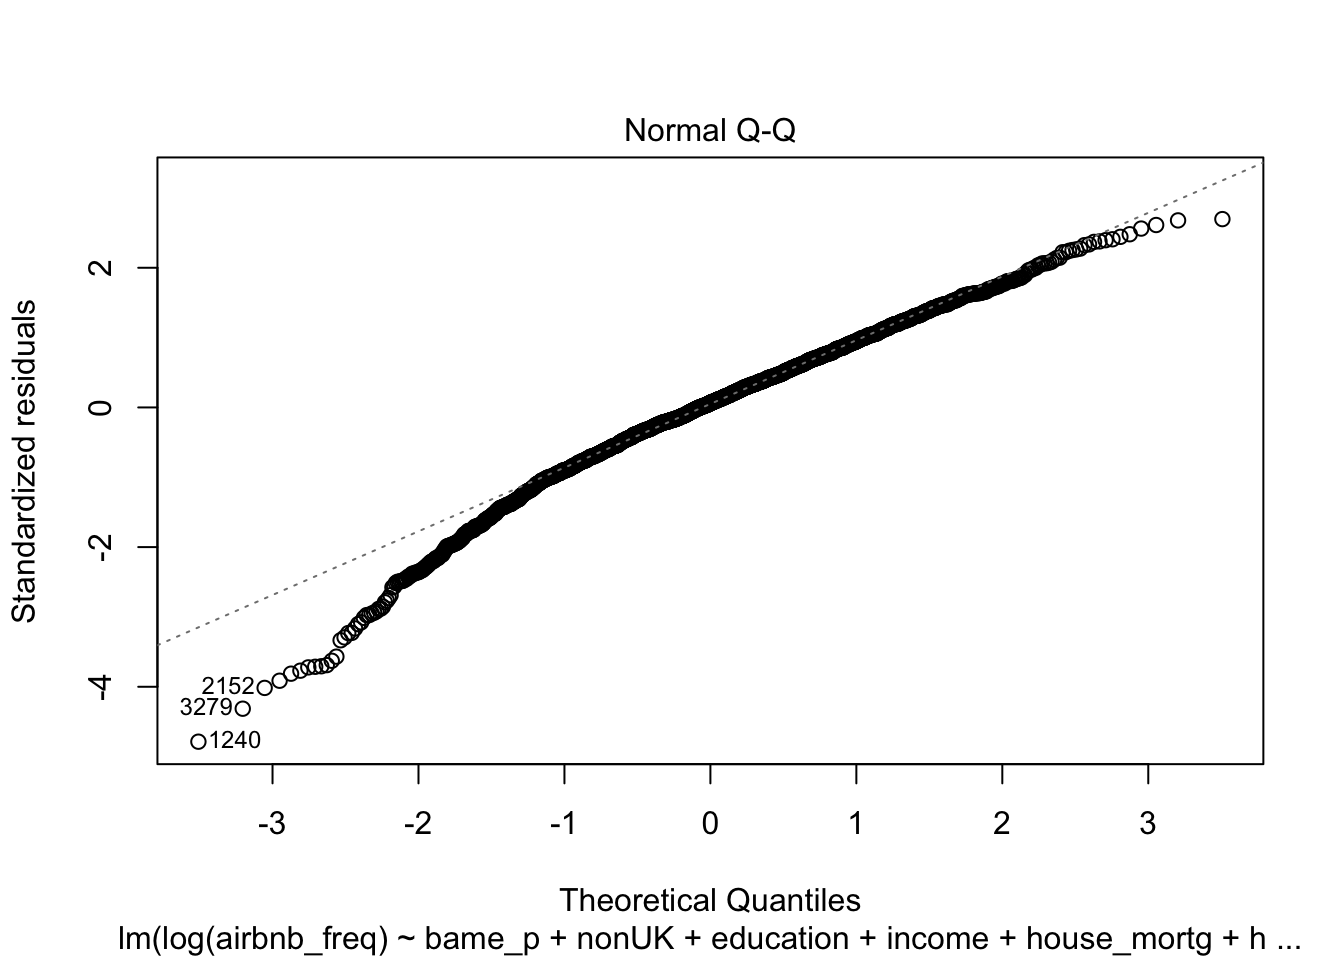 Normal Q-Q
Standardized residuals
2
0
-2
-4
2152
3279
1240
-3 -2 -1 0 1 2 3
Theoretical Quantiles
lm(log(airbnb_freq) ~ bame_p + nonUK + education + income + house_mortg + h ...